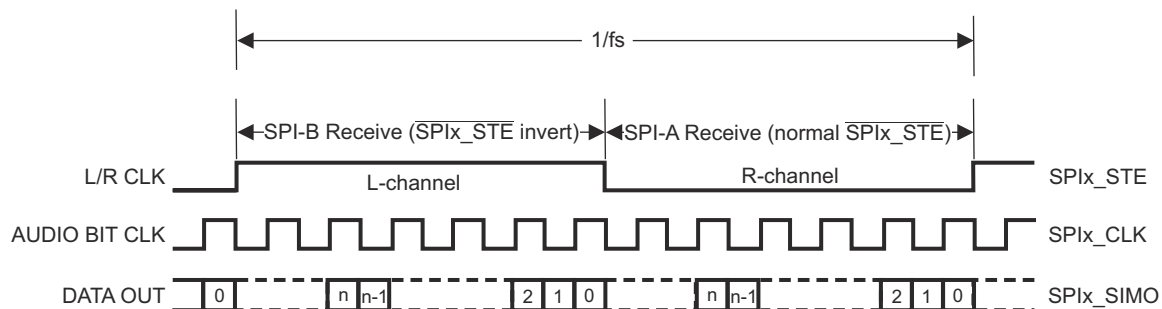 1/fs
SPI-B Receive (SPIx_STE invert) SPI-A Receive (normal SPIx_STE)
L/R CLK L-channel R-channel SPIx_STE
AUDIO BIT CLK SPIx_CLK
DATA OUT 0 n n-1 2 1 0 n n-1 2 1 0 SPIx_SIMO